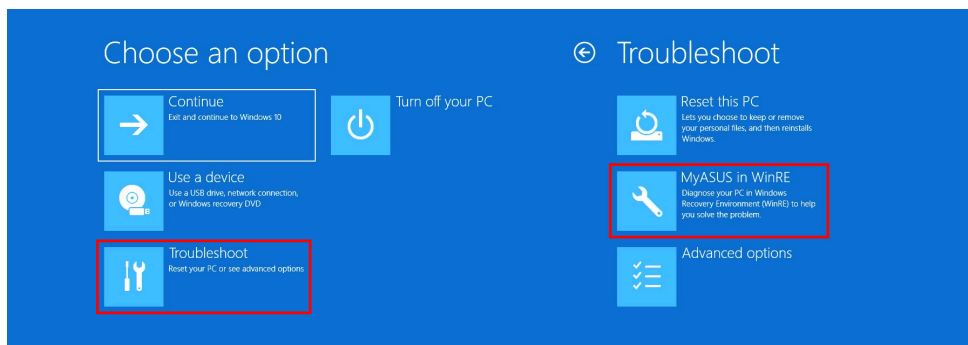 Choose an option
Continue
Exit and continue to Windows 10
Turn off your PC
Use a device
Use a USB drive, network connection,
or Windows recovery DVD
Troubleshoot
Reset your PC or see advanced options
Troubleshoot
Reset this PC
Lets you choose to keep or remove
your personal files, and then reinstalls
Windows.
MyASUS in WinRE
Diagnose your PC in Windows
Recovery Environment (WinRE) to help
you solve the problem.
Advanced options